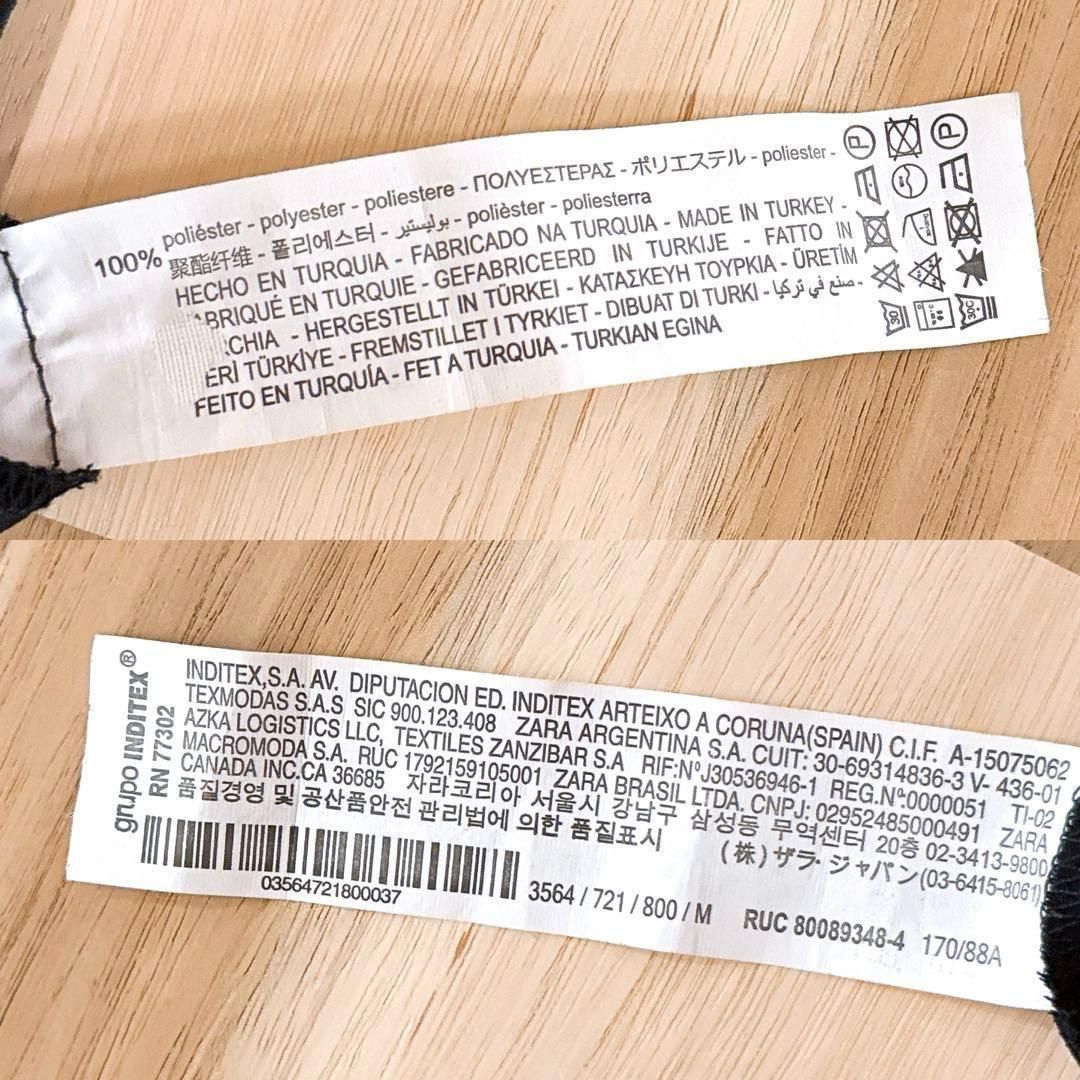 100% poliéster - polyester - poliestere - ΠΟΛΥΕΣΤΕΡΑΣ - ポリエステル - poliester -
聚酯纤维 - 폴리에스터 - بوليستير - polièster - poliesterra
HECHO EN TURQUIA - FABRICADO NA TURQUIA - MADE IN TURKEY -
ABRIQUÉ EN TURQUIE - GEFABRICEERD IN TURKIJE - FATTO IN
.CHIA - HERGESTELLT IN TÜRKEI - ΚΑΤΑΣΚΕΥΗ ΤΟΥΡΚΙΑ - ÜRETİM
ERİ TÜRKİYE - FREMSTILLET I TYRKIET - DIBUAT DI TURKI - صنع في تركيا -
FEITO EN TURQUÍA - FET A TURQUIA - TURKIAN EGINA
P P
30 30C
grupo INDITEX®
RN 77302
INDITEX,S.A. AV. DIPUTACION ED. INDITEX ARTEIXO A CORUNA(SPAIN) C.I.F. A-15075062
TEXMODAS S.A.S SIC 900.123.408 ZARA ARGENTINA S.A. CUIT: 30-69314836-3 V- 436-01
AZKA LOGISTICS LLC, TEXTILES ZANZIBAR S.A RIF:NºJ30536946-1 REG.Nº:0000051 TI-02
MACROMODA S.A. RUC 1792159105001 ZARA BRASIL LTDA. CNPJ: 02952485000491 ZARA
CANADA INC.CA 36685 자라코리아 서울시 강남구 삼성동 무역센터 20층 02-3413-9800
품질경영 및 공산품안전 관리법에 의한 품질표시 (株)ザラ・ジャパン(03-6415-8061)
03564721800037
3564 / 721 / 800 / M RUC 80089348-4 170/88A